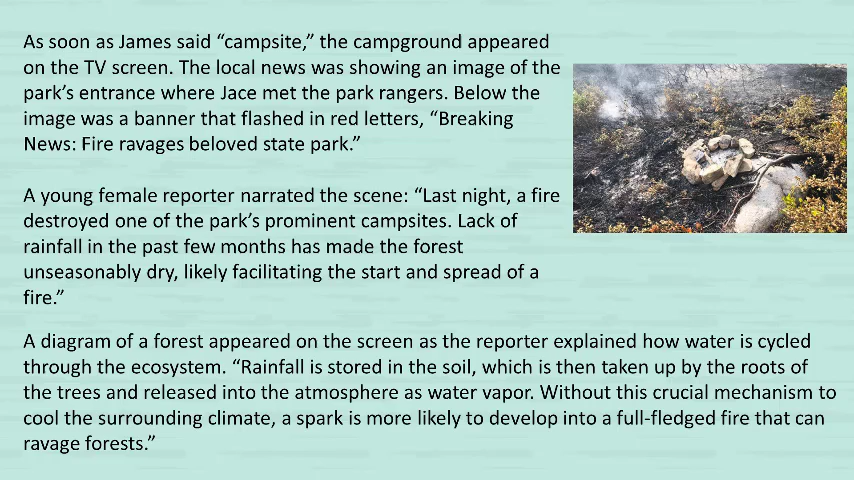 As soon as James said “campsite,” the campground appeared
on the TV screen. The local news was showing an image of the
park’s entrance where Jace met the park rangers. Below the
image was a banner that flashed in red letters, “Breaking
News: Fire ravages beloved state park.”
A young female reporter narrated the scene: “Last night, a fire
destroyed one of the park’s prominent campsites. Lack of
rainfall in the past few months has made the forest
unseasonably dry, likely facilitating the start and spread of a
fire.”
A diagram of a forest appeared on the screen as the reporter explained how water is cycled
through the ecosystem. “Rainfall is stored in the soil, which is then taken up by the roots of
the trees and released into the atmosphere as water vapor. Without this crucial mechanism to
cool the surrounding climate, a spark is more likely to develop into a full-fledged fire that can
ravage forests.”